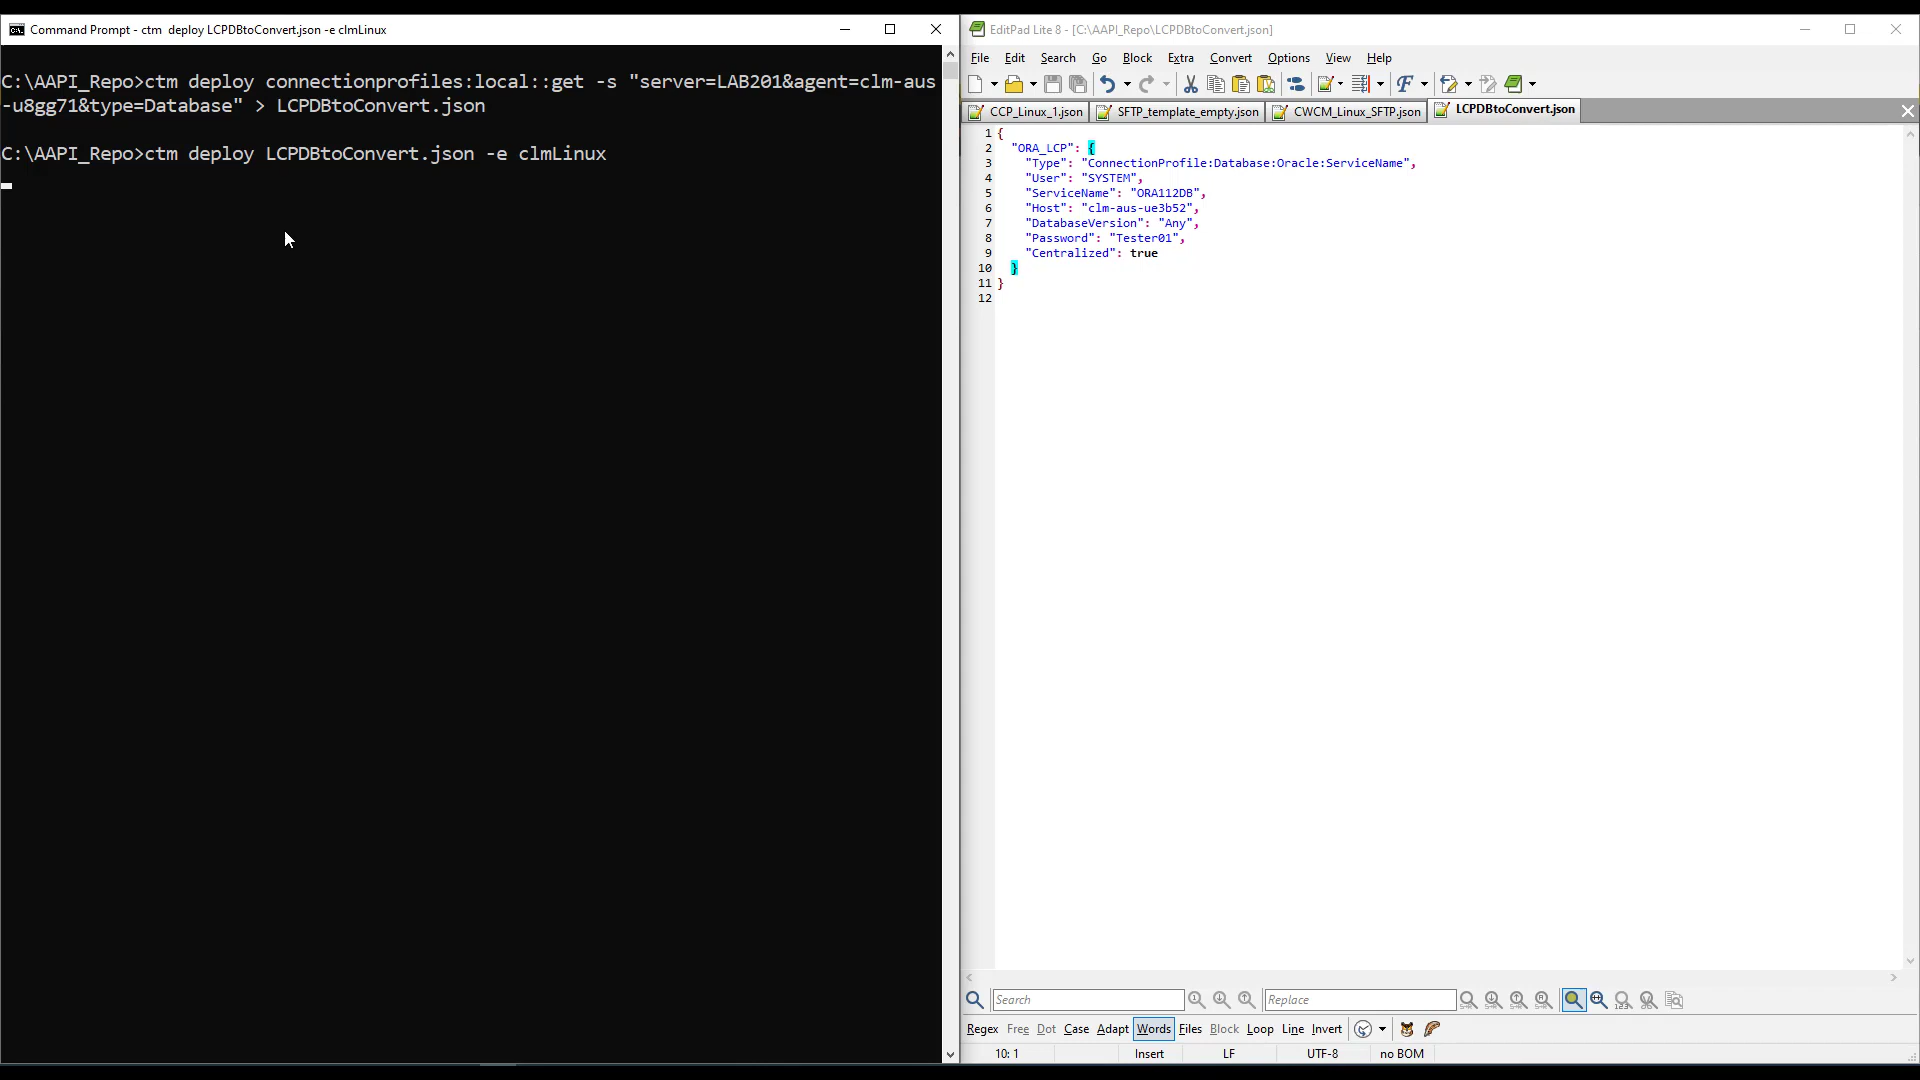 Command Prompt - ctm  deploy LCPDBtoConvert.json -e clmLinux
C:\AAPI_Repo>ctm deploy connectionprofiles:local::get -s "server=LAB201&agent=clm-aus
-u8gg71&type=Database" > LCPDBtoConvert.json
C:\AAPI_Repo>ctm deploy LCPDBtoConvert.json -e clmLinux
EditPad Lite 8 - [C:\AAPI_Repo\LCPDBtoConvert.json]
File Edit Search Go Block Extra Convert Options View Help
CCP_Linux_1.json SFTP_template_empty.json CWCM_Linux_SFTP.json LCPDBtoConvert.json
1 {
2 "ORA_LCP": {
3 "Type": "ConnectionProfile:Database:Oracle:ServiceName",
4 "User": "SYSTEM",
5 "ServiceName": "ORA112DB",
6 "Host": "clm-aus-ue3b52",
7 "DatabaseVersion": "Any",
8 "Password": "Tester01",
9 "Centralized": true
10 }
11 }
12
Search Replace
Regex Free Dot Case Adapt Words Files Block Loop Line Invert
10: 1 Insert LF UTF-8 no BOM